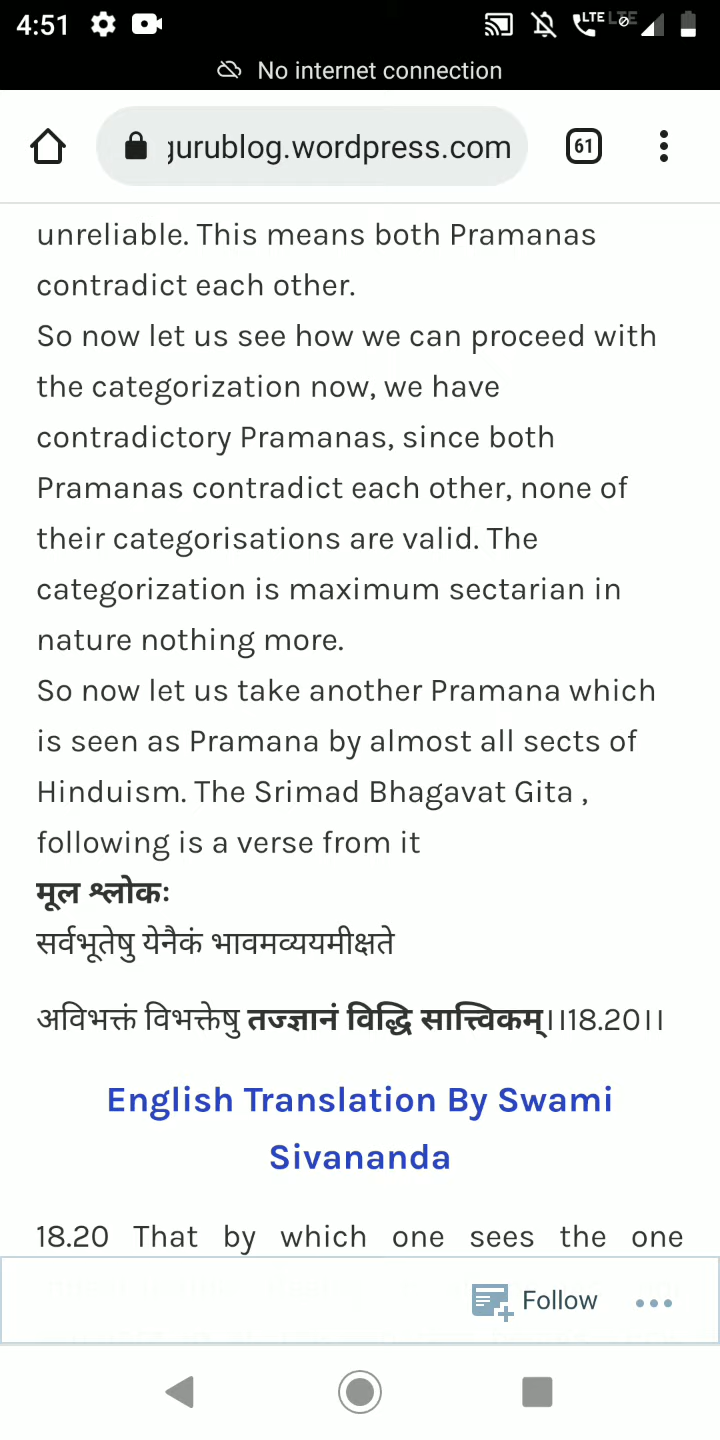 4:51
LTE LTE
No internet connection
gurublog.wordpress.com
61
unreliable. This means both Pramanas
contradict each other.
So now let us see how we can proceed with
the categorization now, we have
contradictory Pramanas, since both
Pramanas contradict each other, none of
their categorisations are valid. The
categorization is maximum sectarian in
nature nothing more.
So now let us take another Pramana which
is seen as Pramana by almost all sects of
Hinduism. The Srimad Bhagavat Gita ,
following is a verse from it
मूल श्लोकः
सर्वभूतेषु येनैकं भावमव्ययमीक्षते
अविभक्तं विभक्तेषु तज्ज्ञानं विद्धि सात्त्विकम्।।18.20।।
English Translation By Swami
Sivananda
18.20 That by which one sees the one
Follow